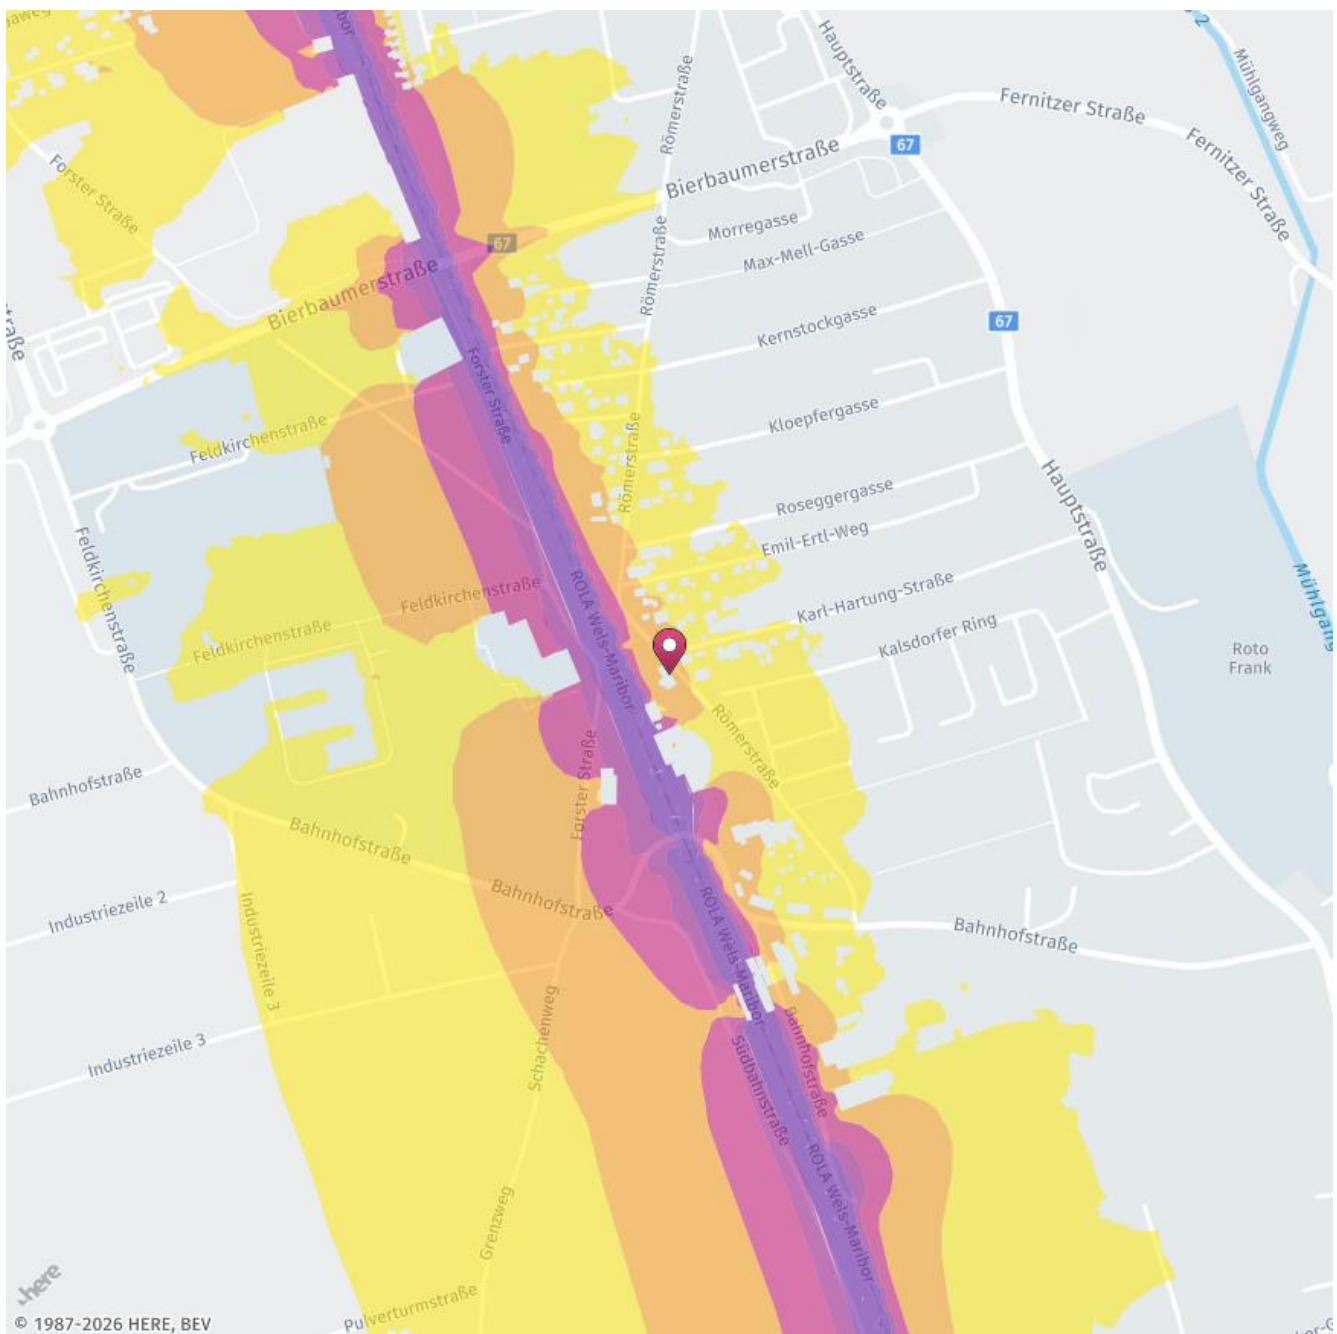 2
Hauptstraße
Mühlgangweg
Fernitzer Straße
Römerstraße
67
Fernitzer Straße
Forster Straße
Bierbaumerstraße
Morregasse
Max-Mell-Gasse
67
Römerstraße
Bierbaumerstraße
67
Kernstockgasse
Forster Straße
Feldkirchenstraße
Kloepfergasse
Römerstraße
Hauptstraße
Roseggergasse
Emil-Ertl-Weg
Feldkirchenstraße
ROLA Wels-Maribor
Feldkirchenstraße
Karl-Hartung-Straße
Mühlgang
Feldkirchenstraße
Kalsdorfer Ring
Roto
Frank
Römerstraße
Forster Straße
Bahnhofstraße
Bahnhofstraße
Industriezeile 2
Bahnhofstraße
ROLA Wels-Maribor
Bahnhofstraße
Industriezeile 3
Schachenweg
Bahnhofstraße
Industriezeile 3
Südbahnstraße
ROLA Wels-Maribor
Grenzweg
here
Pulverturmstraße
© 1987-2026 HERE, BEV